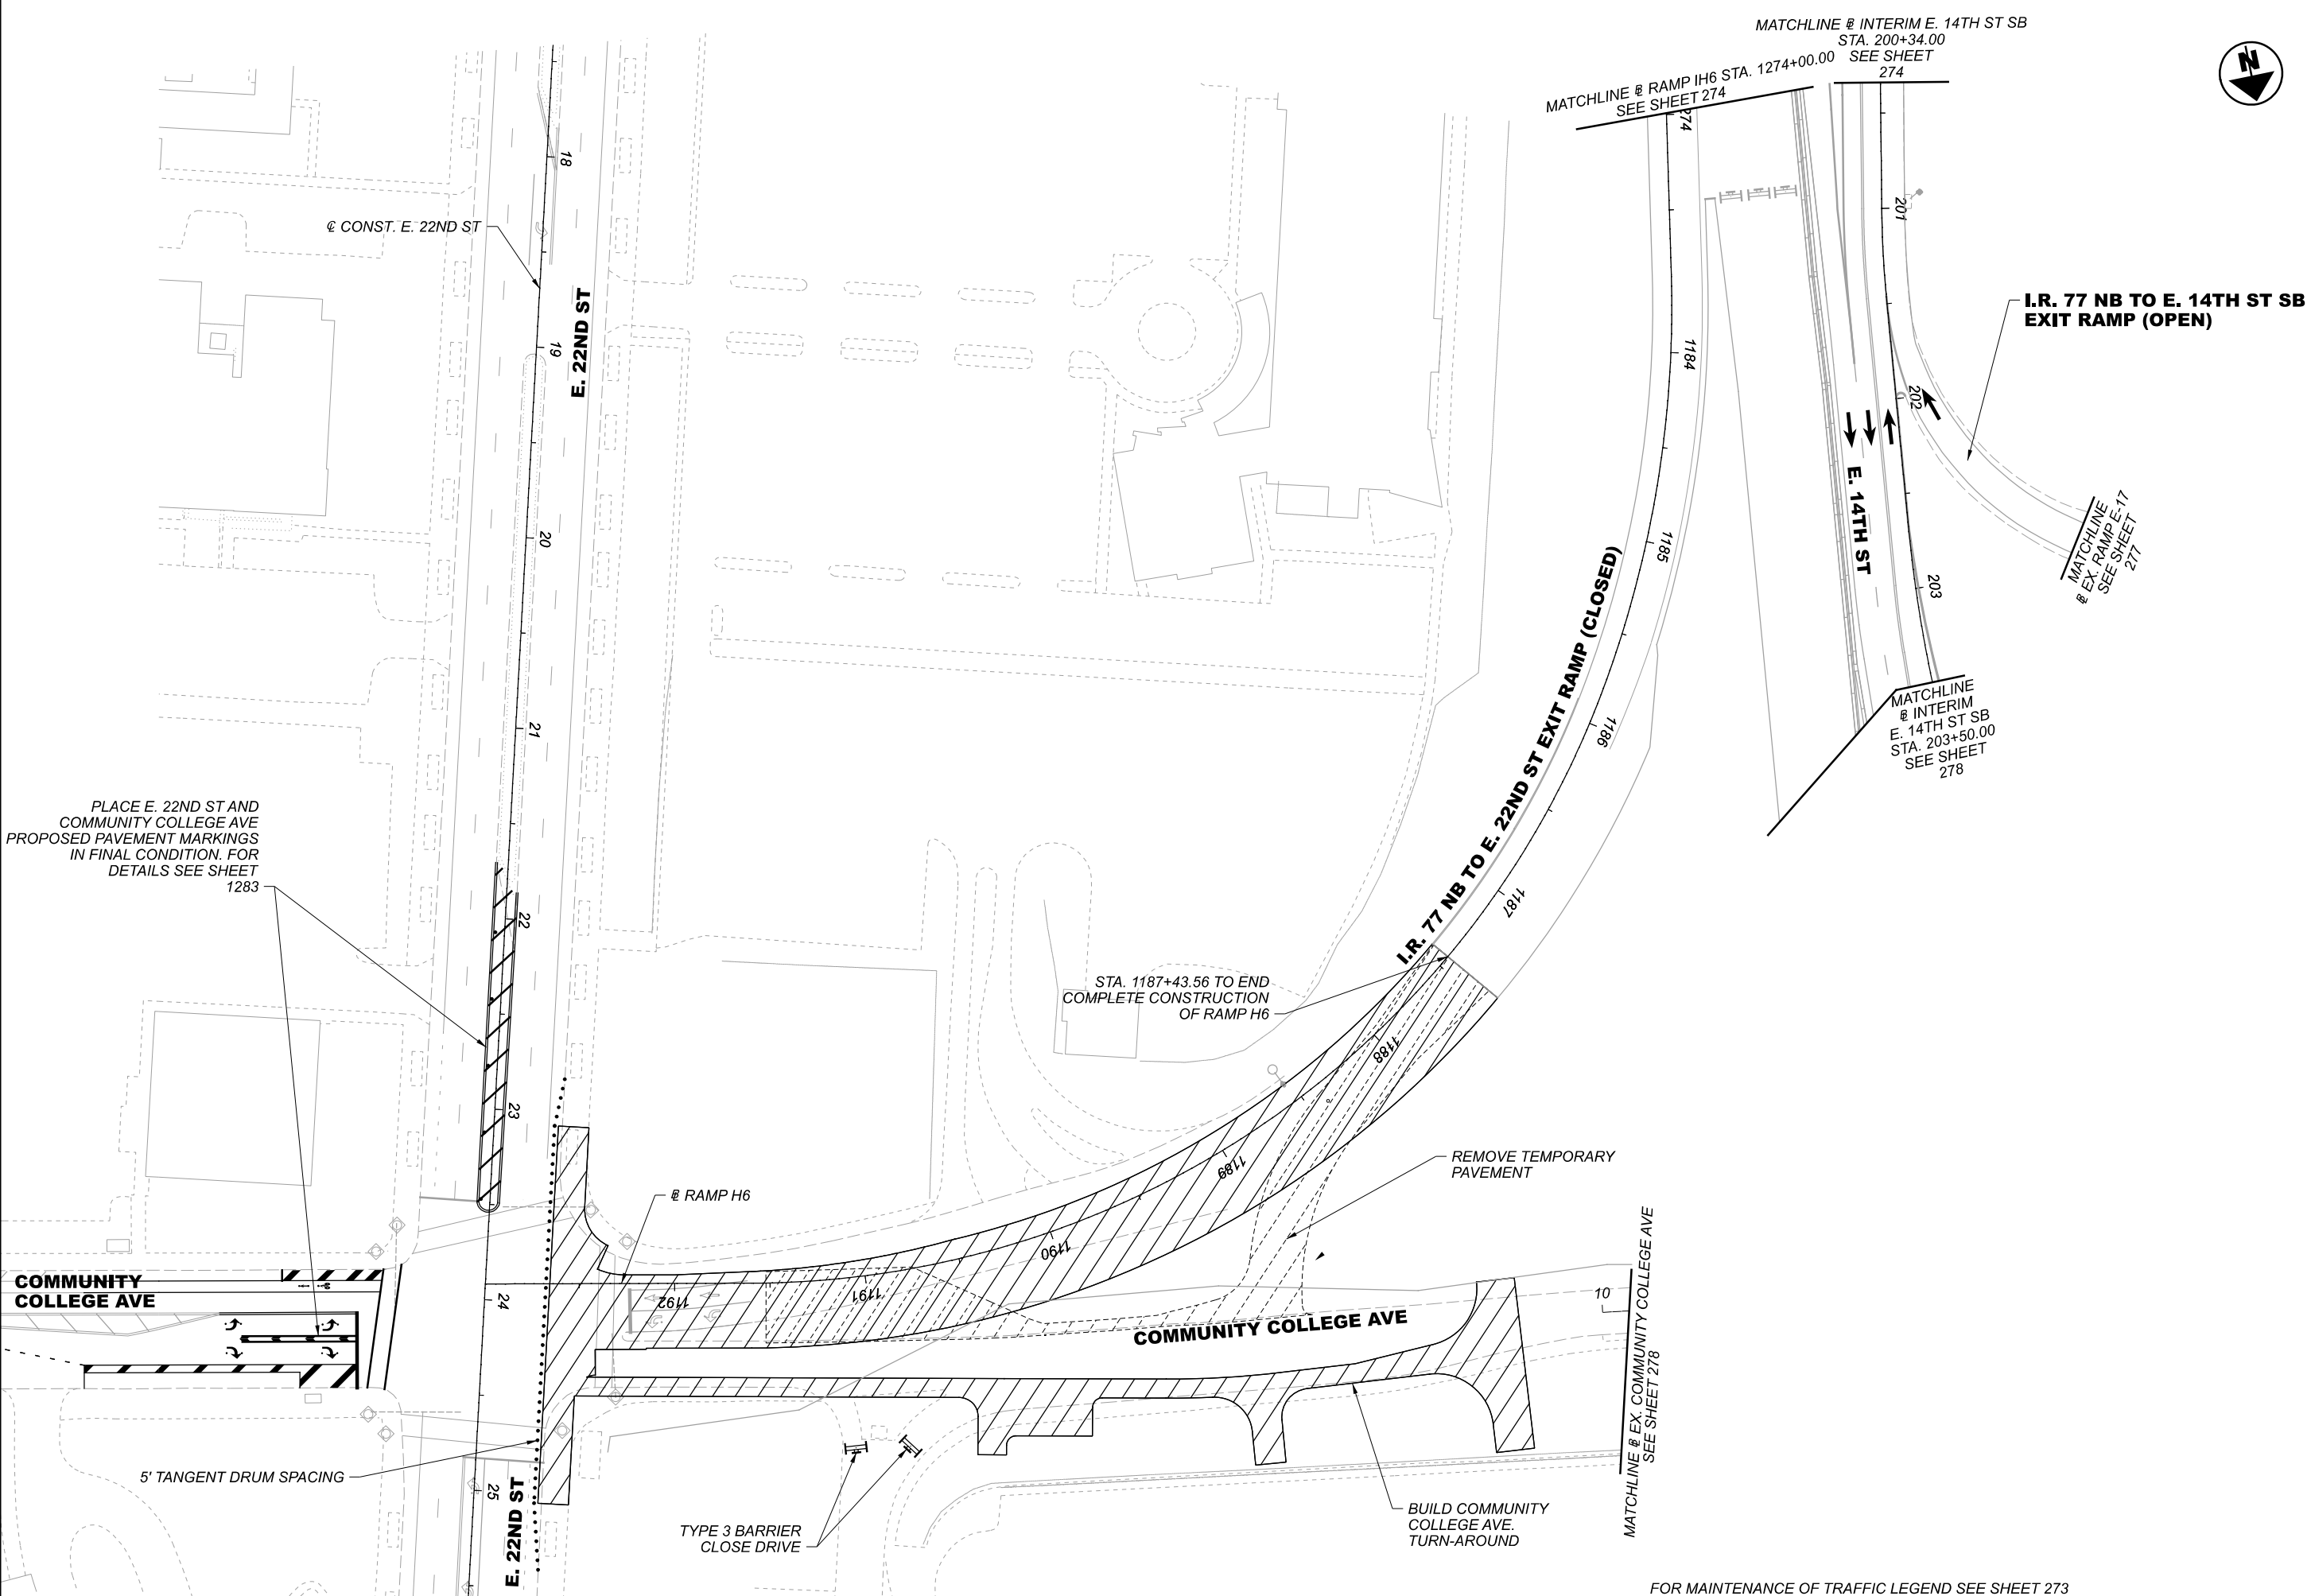 MATCHLINE ℄ INTERIM E. 14TH ST SB
STA. 200+34.00
SEE SHEET
274
MATCHLINE ℄ RAMP IH6 STA. 1274+00.00
SEE SHEET 274
N
274
18
℄ CONST. E. 22ND ST
201
E. 22ND ST
19
I.R. 77 NB TO E. 14TH ST SB
EXIT RAMP (OPEN)
1184
202
E. 14TH ST
20
1185
MATCHLINE
℄ EX. RAMP E-17
SEE SHEET
277
203
I.R. 77 NB TO E. 22ND ST EXIT RAMP (CLOSED)
21
1186
MATCHLINE
℄ INTERIM
E. 14TH ST SB
STA. 203+50.00
SEE SHEET
278
PLACE E. 22ND ST AND
COMMUNITY COLLEGE AVE
PROPOSED PAVEMENT MARKINGS
IN FINAL CONDITION. FOR
DETAILS SEE SHEET
1283
22
1187
STA. 1187+43.56 TO END
COMPLETE CONSTRUCTION
OF RAMP H6
1188
23
1189
REMOVE TEMPORARY
PAVEMENT
℄ RAMP H6
1190
COMMUNITY
COLLEGE AVE
24
1192
1191
10
COMMUNITY COLLEGE AVE
MATCHLINE ℄ EX. COMMUNITY COLLEGE AVE
SEE SHEET 278
5' TANGENT DRUM SPACING
25
E. 22ND ST
TYPE 3 BARRIER
CLOSE DRIVE
BUILD COMMUNITY
COLLEGE AVE.
TURN-AROUND
FOR MAINTENANCE OF TRAFFIC LEGEND SEE SHEET 273